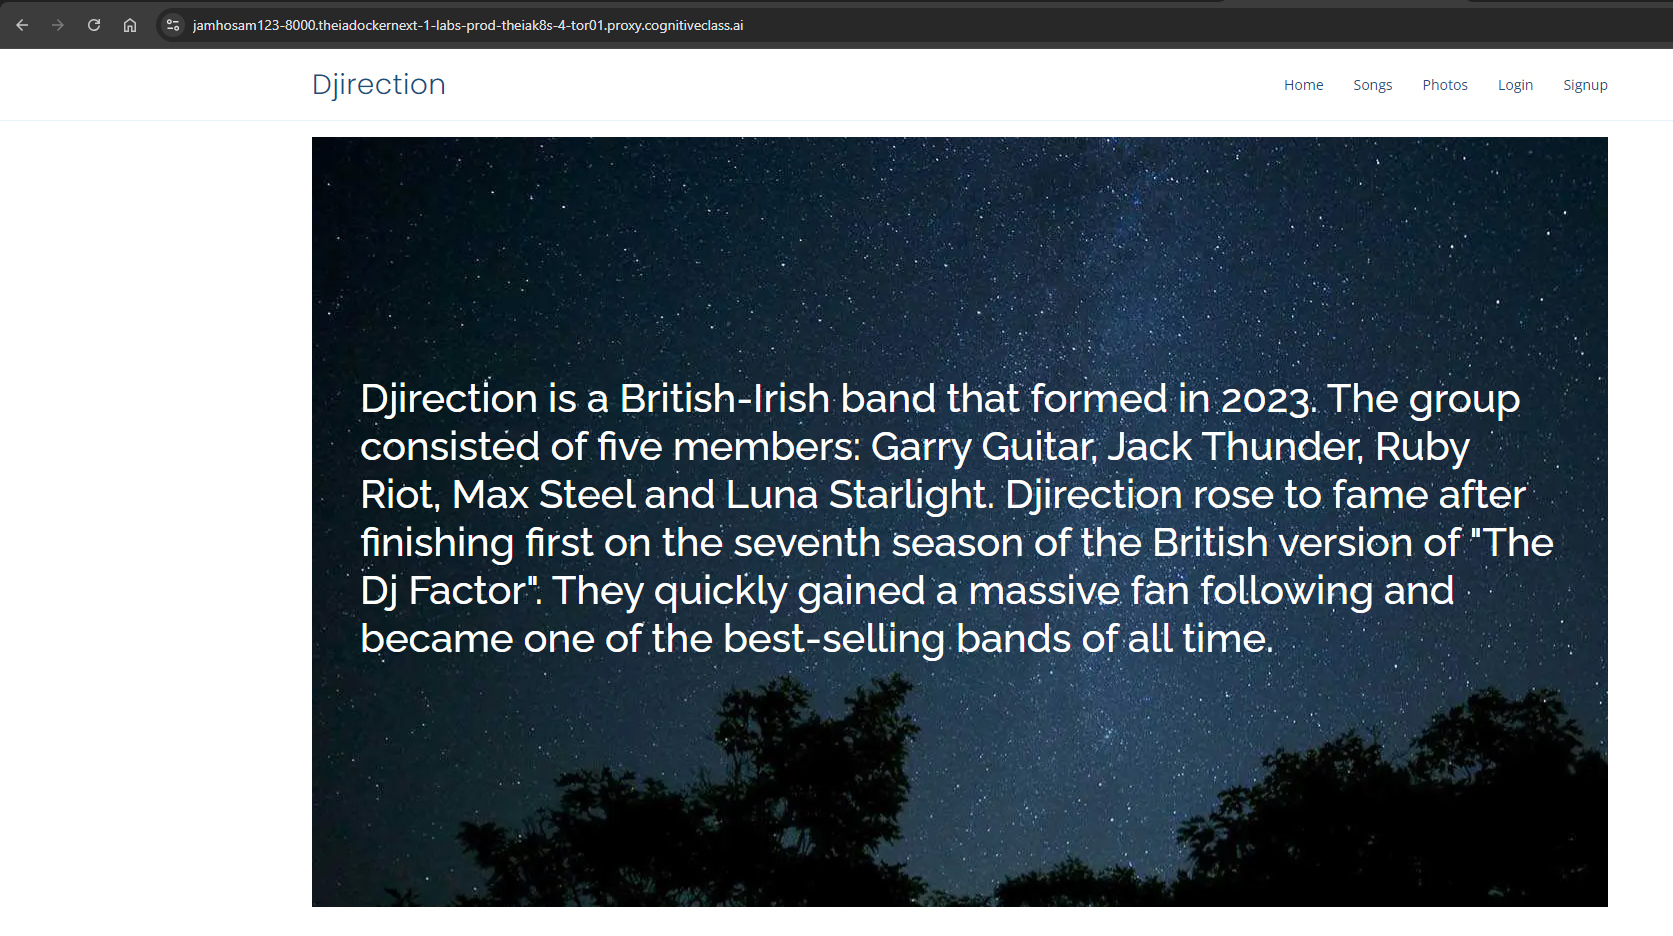 jamhosam123-8000.theiadockernext-1-labs-prod-theiak8s-4-tor01.proxy.cognitiveclass.ai
Djirection Home Songs Photos Login Signup
Djirection is a British-Irish band that formed in 2023. The group
consisted of five members: Garry Guitar, Jack Thunder, Ruby
Riot, Max Steel and Luna Starlight. Djirection rose to fame after
finishing first on the seventh season of the British version of "The
Dj Factor". They quickly gained a massive fan following and
became one of the best-selling bands of all time.